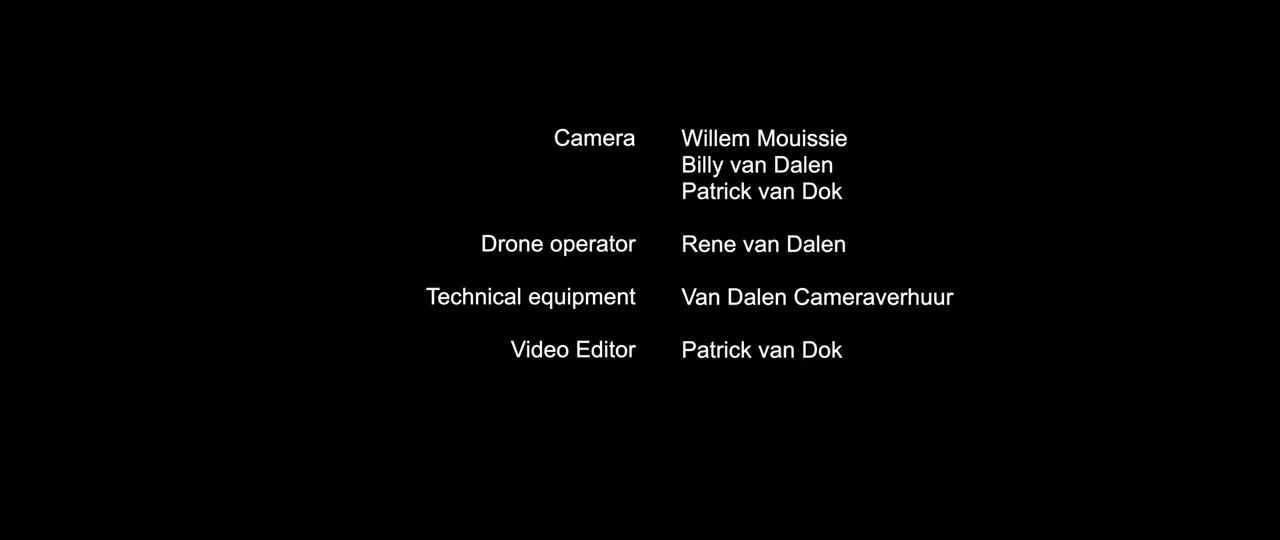 Camera Willem Mouissie
Billy van Dalen
Patrick van Dok
Drone operator Rene van Dalen
Technical equipment Van Dalen Cameraverhuur
Video Editor Patrick van Dok